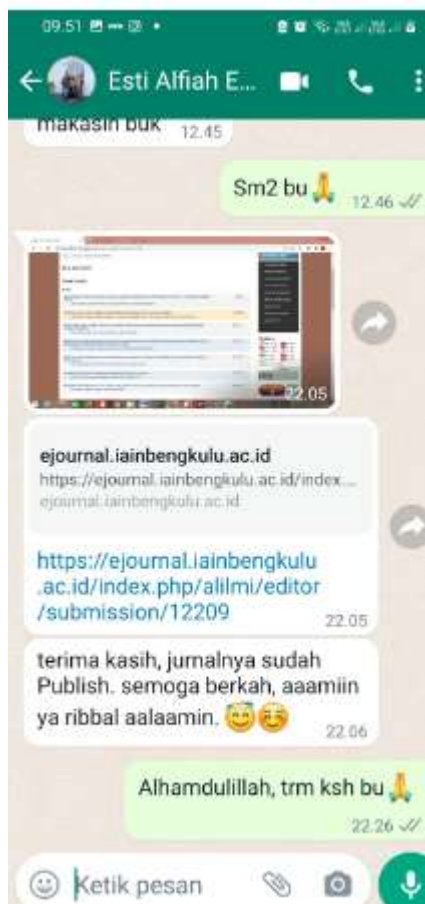 09.51
Esti Alfiah E...
makasih buk 12.45
Sm2 bu 🙏 12.46
22.05
ejournal.iainbengkulu.ac.id
https://ejournal.iainbengkulu.ac.id/index....
ejournal.iainbengkulu.ac.id
https://ejournal.iainbengkulu
.ac.id/index.php/alilmi/editor
/submission/12209 22.05
terima kasih, jurnalnya sudah
Publish. semoga berkah, aaamiin
ya ribbal aalaamin. 😇☺️ 22.06
Alhamdulillah, trm ksh bu 🙏
22.26
Ketik pesan